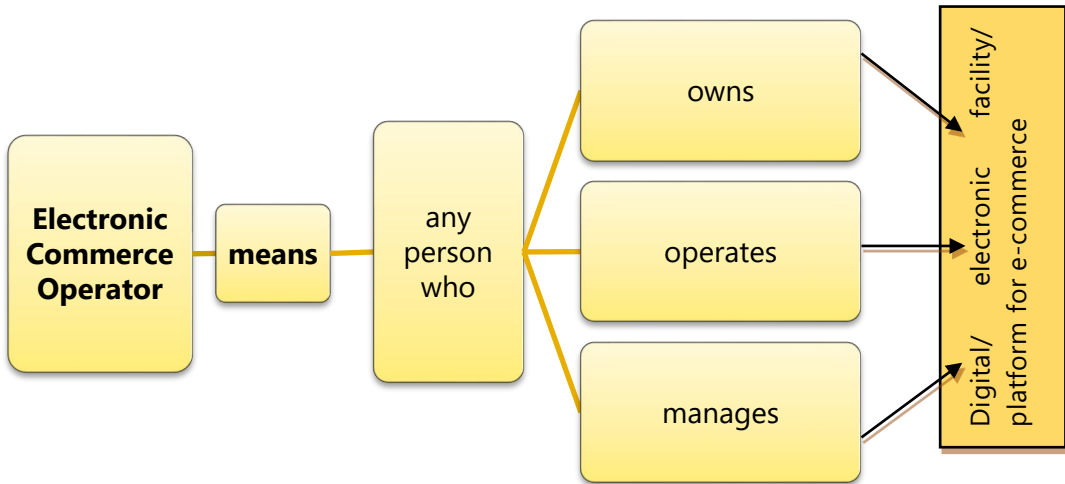 Electronic
Commerce
Operator
means
any
person
who
owns
operates
manages
Digital/ electronic facility/
platform for e-commerce